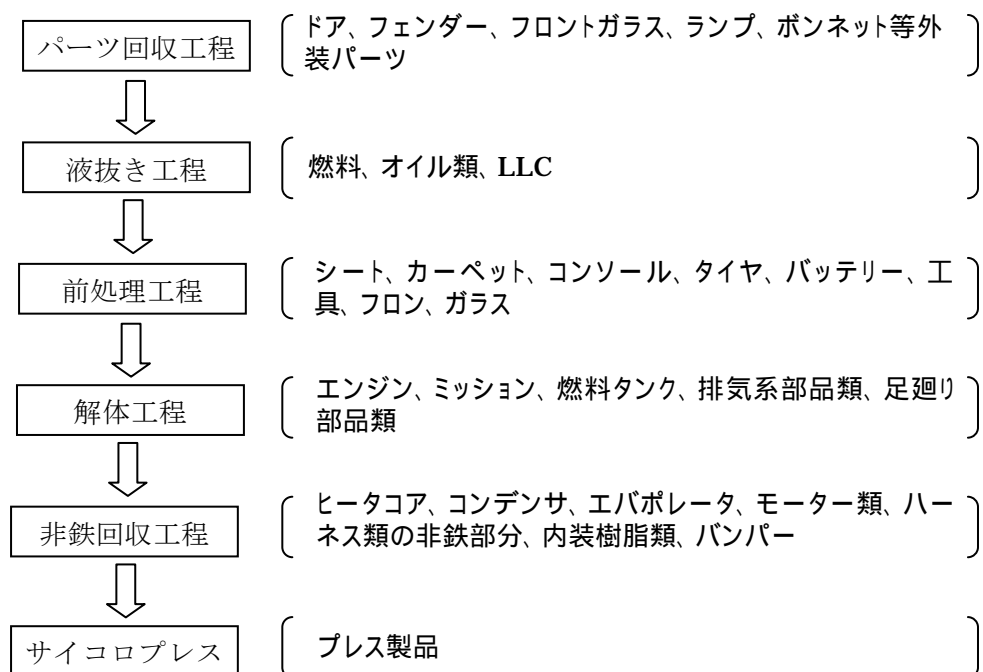 パーツ回収工程
ドア、フェンダー、フロントガラス、ランプ、ボンネット等外
装パーツ
液抜き工程
燃料、オイル類、LLC
前処理工程
シート、カーペット、コンソール、タイヤ、バッテリー、工
具、フロン、ガラス
解体工程
エンジン、ミッション、燃料タンク、排気系部品類、足廻り
部品類
非鉄回収工程
ヒータコア、コンデンサ、エバポレータ、モーター類、ハー
ネス類の非鉄部分、内装樹脂類、バンパー
サイコロプレス
プレス製品